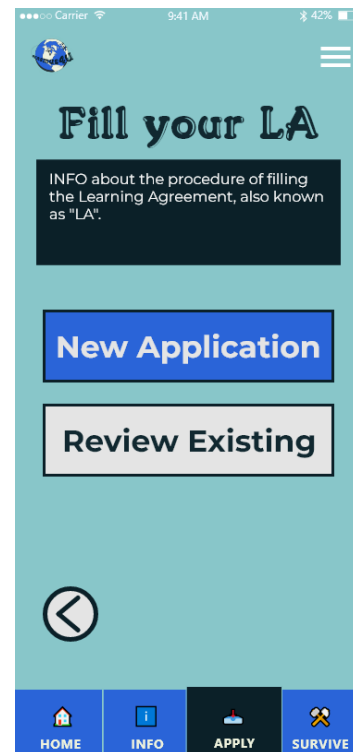 Carrier 9:41 AM 42%
Fill your LA
INFO about the procedure of filling
the Learning Agreement, also known
as "LA".
New Application
Review Existing
HOME INFO APPLY SURVIVE